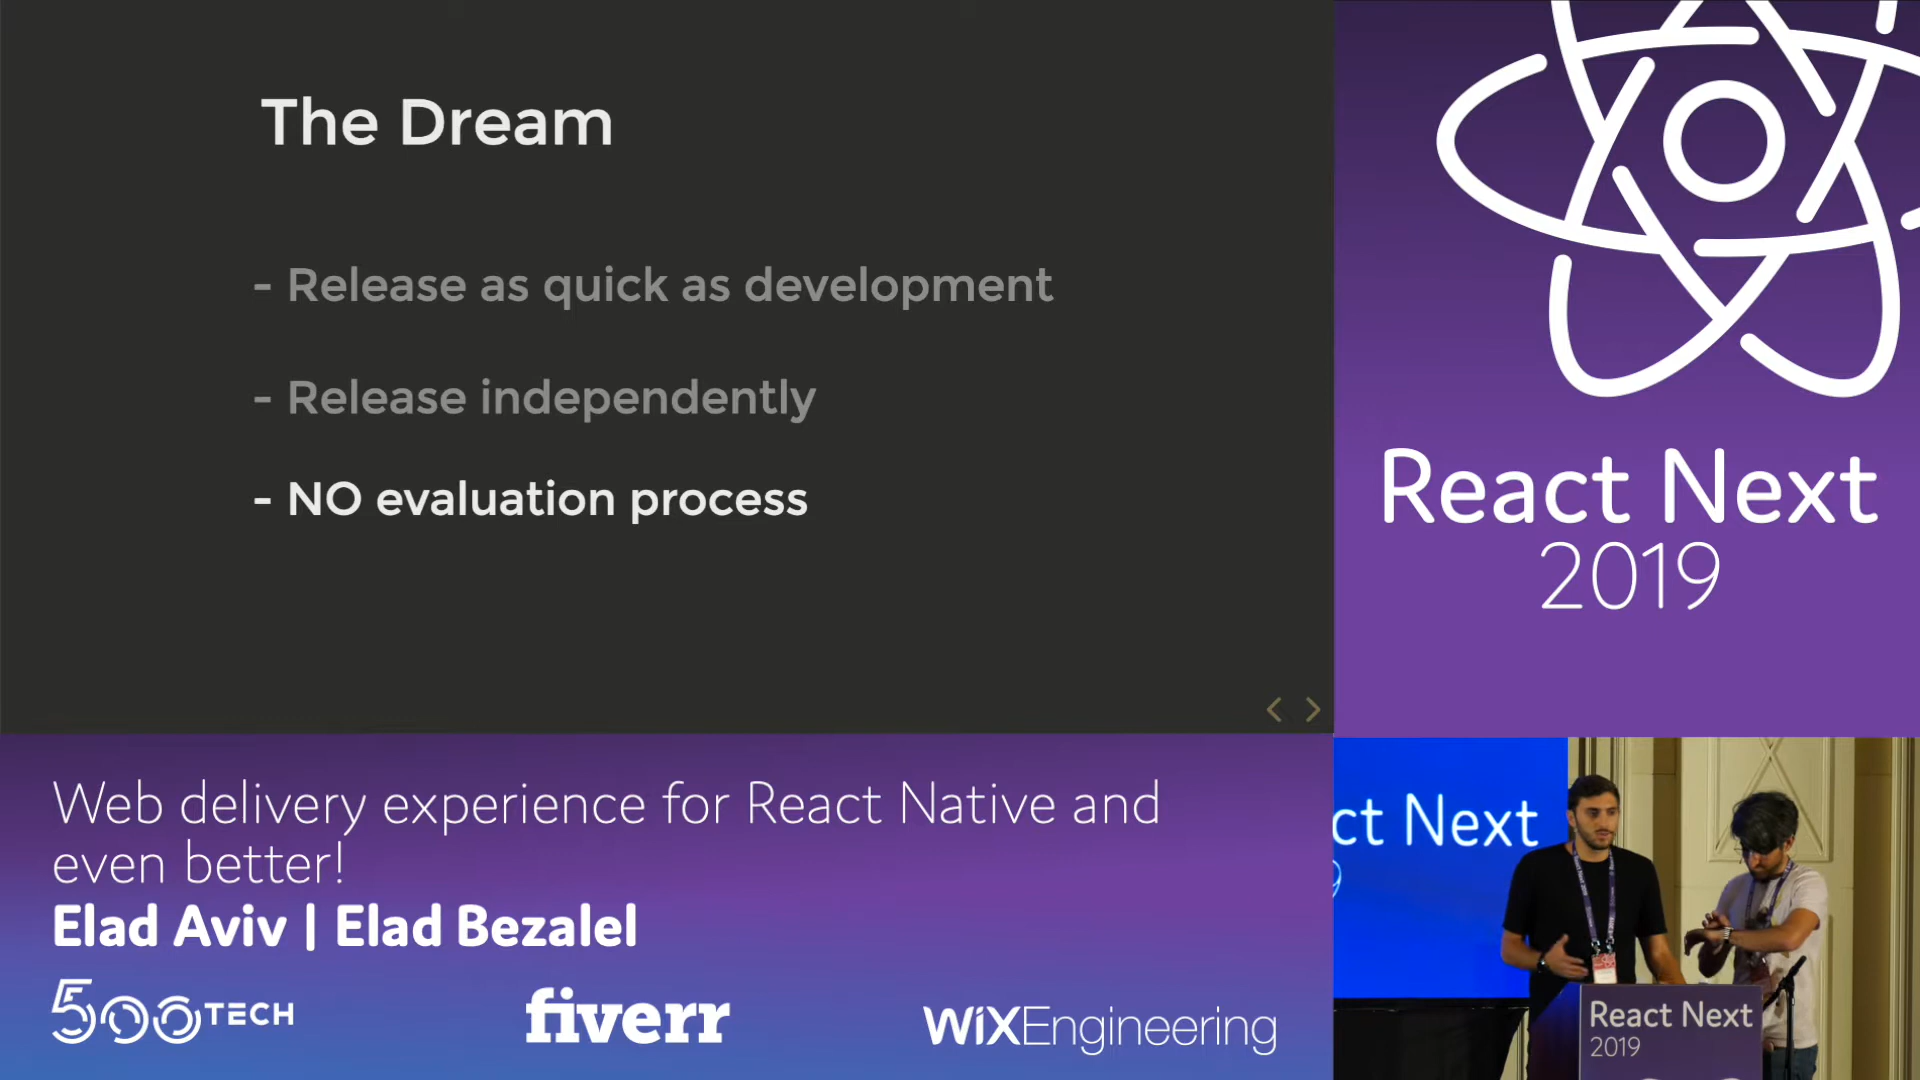 The Dream
- Release as quick as development
- Release independently
- NO evaluation process
React Next
2019
Web delivery experience for React Native and
even better!
Elad Aviv | Elad Bezalel
500TECH
fiverr
WiXEngineering
ct Next
9
React Next
2019